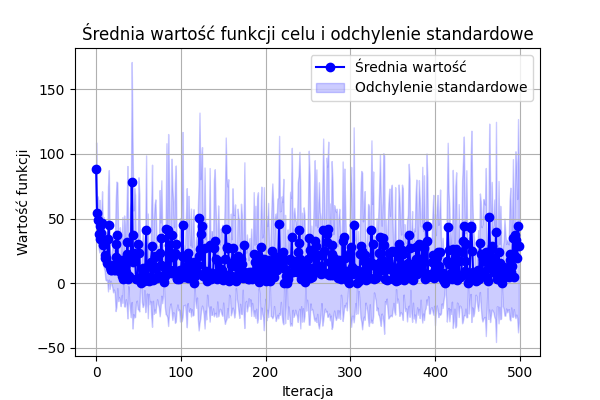 Średnia wartość funkcji celu i odchylenie standardowe
Średnia wartość
Odchylenie standardowe
Wartość funkcji
150
100
50
0
−50
0 100 200 300 400 500
Iteracja